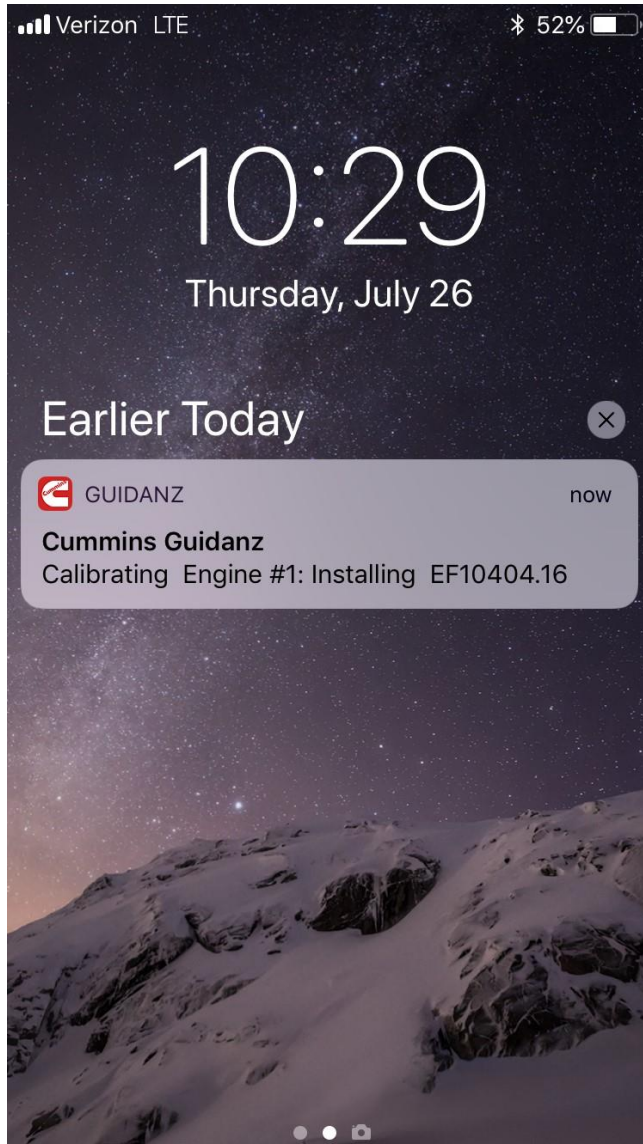 Verizon LTE 52%
10:29
Thursday, July 26
Earlier Today
GUIDANZ now
Cummins Guidanz
Calibrating Engine #1: Installing EF10404.16